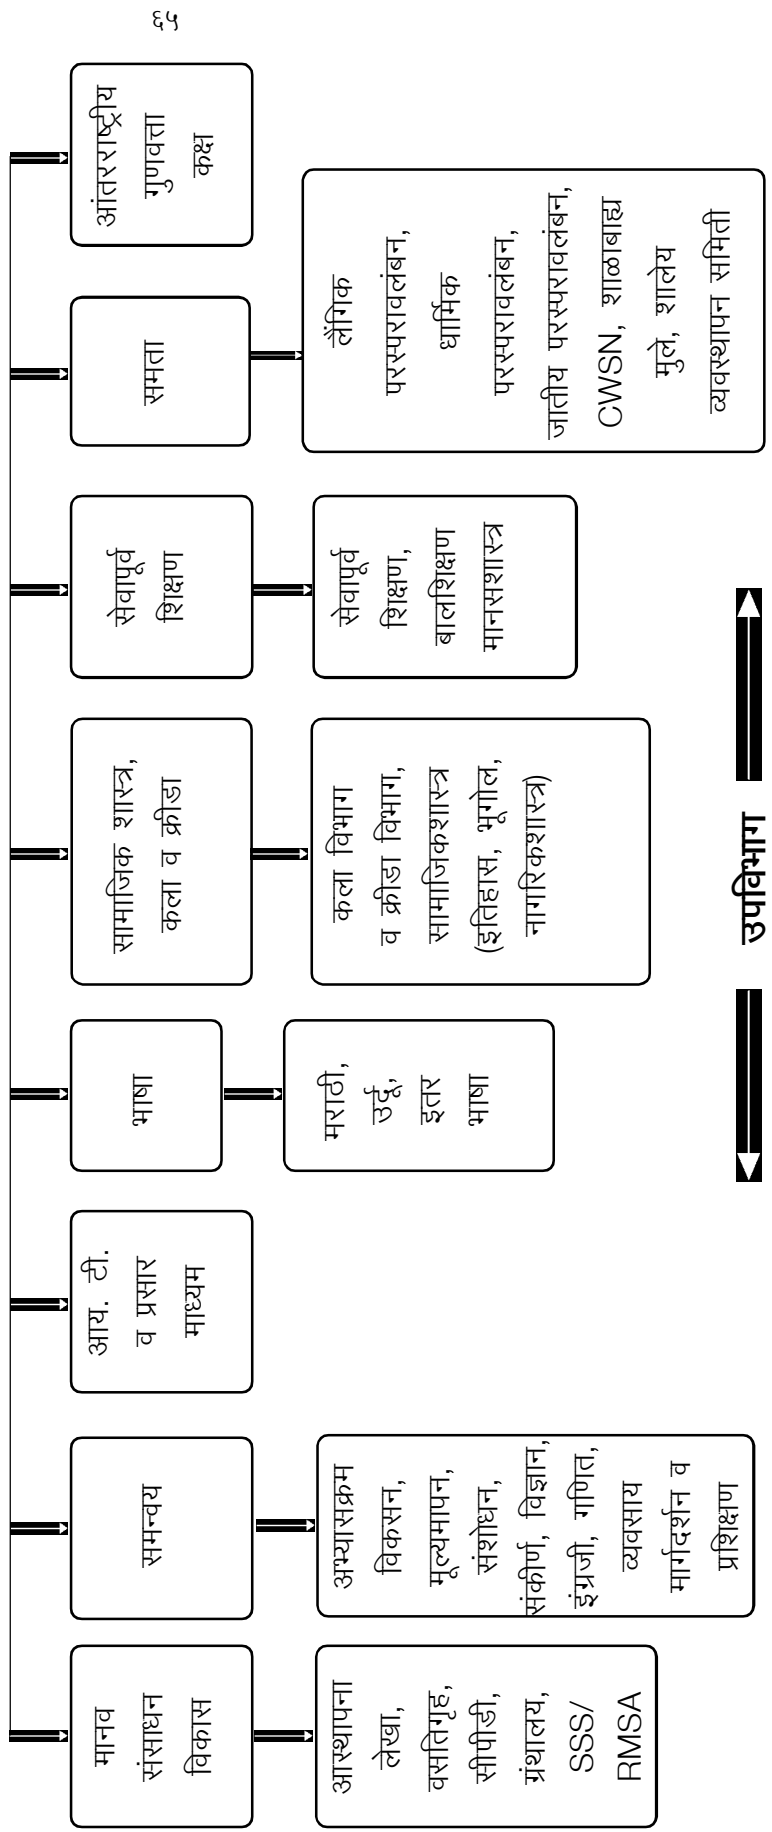 ६५
मानव
संसाधन
विकास
समन्वय
आय. टी.
व प्रसार
माध्यम
भाषा
सामाजिक शास्त्र,
कला व क्रीडा
सेवापूर्व
शिक्षण
समता
आंतरराष्ट्रीय
गुणवत्ता
कक्ष
आस्थापना
लेखा,
वसतिगृह,
सीपीडी,
ग्रंथालय,
SSS/
RMSA
अभ्यासक्रम
विकसन,
मूल्यमापन,
संशोधन,
संकीर्ण, विज्ञान,
इंग्रजी, गणित,
व्यवसाय
मार्गदर्शन व
प्रशिक्षण
मराठी,
उर्दू,
इतर
भाषा
कला विभाग
व क्रीडा विभाग,
सामाजिकशास्त्र
(इतिहास, भूगोल,
नागरिकशास्त्र)
सेवापूर्व
शिक्षण,
बालशिक्षण
मानसशास्त्र
लैंगिक
परस्परावलंबन,
धार्मिक
परस्परावलंबन,
जातीय परस्परावलंबन,
CWSN, शाळाबाह्य
मुले, शालेय
व्यवस्थापन समिती
उपविभाग